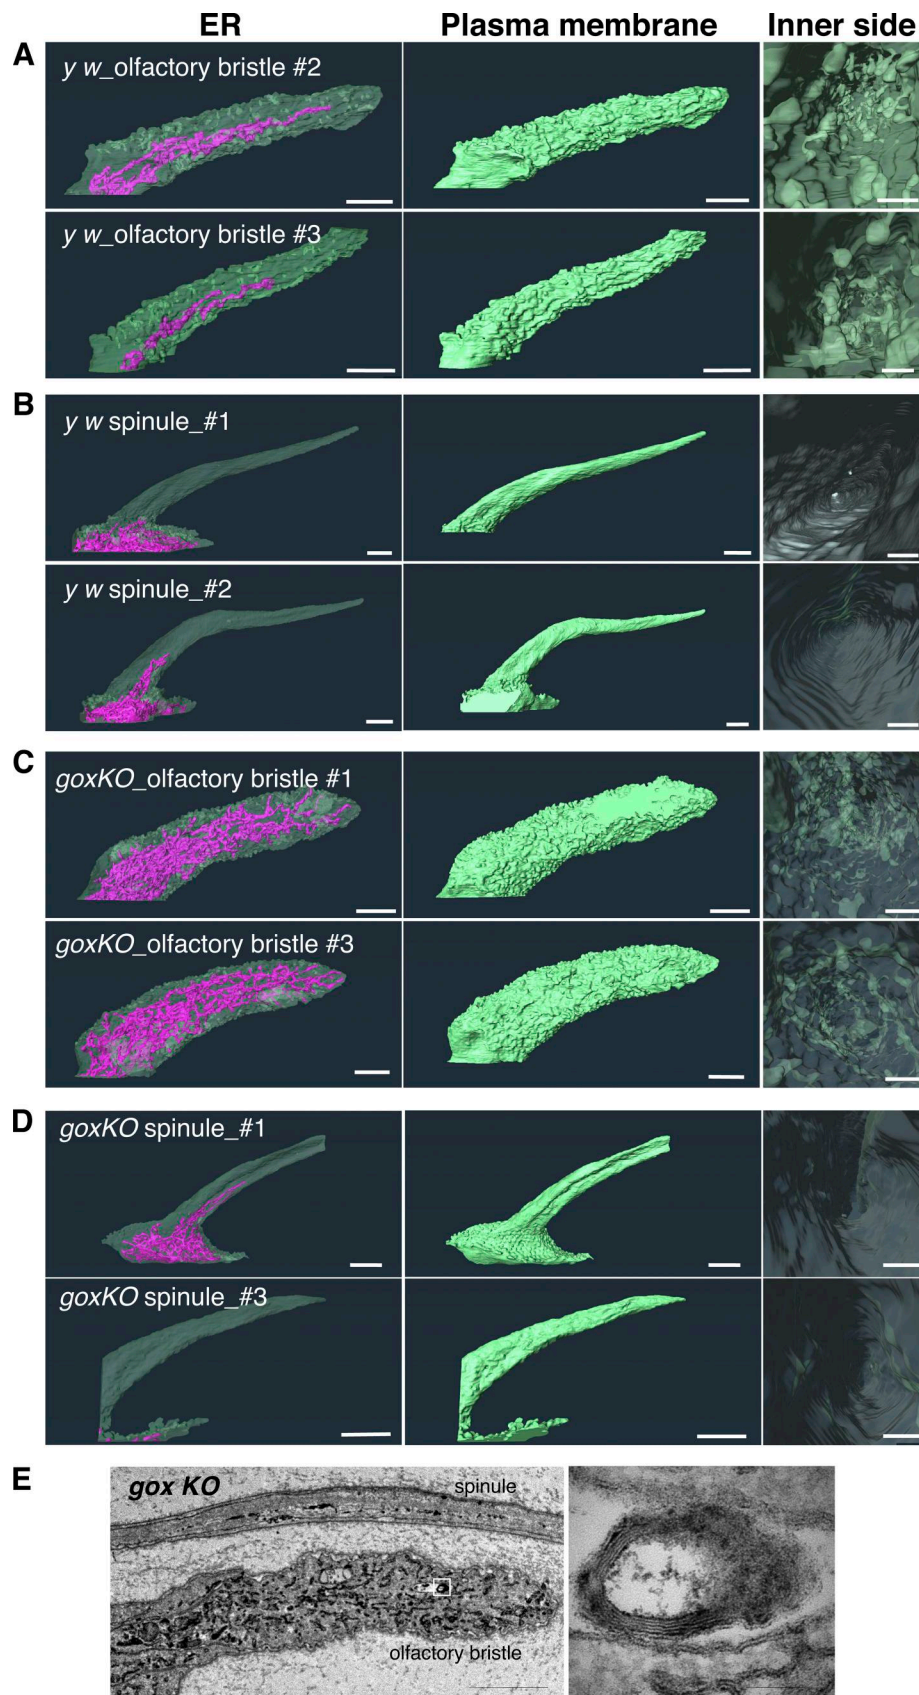 ER Plasma membrane Inner side
A
y w_olfactory bristle #2
y w_olfactory bristle #3
B
y w spinule_#1
y w spinule_#2
C
goxKO_olfactory bristle #1
goxKO_olfactory bristle #3
D
goxKO spinule_#1
goxKO spinule_#3
E
gox KO
spinule
olfactory bristle